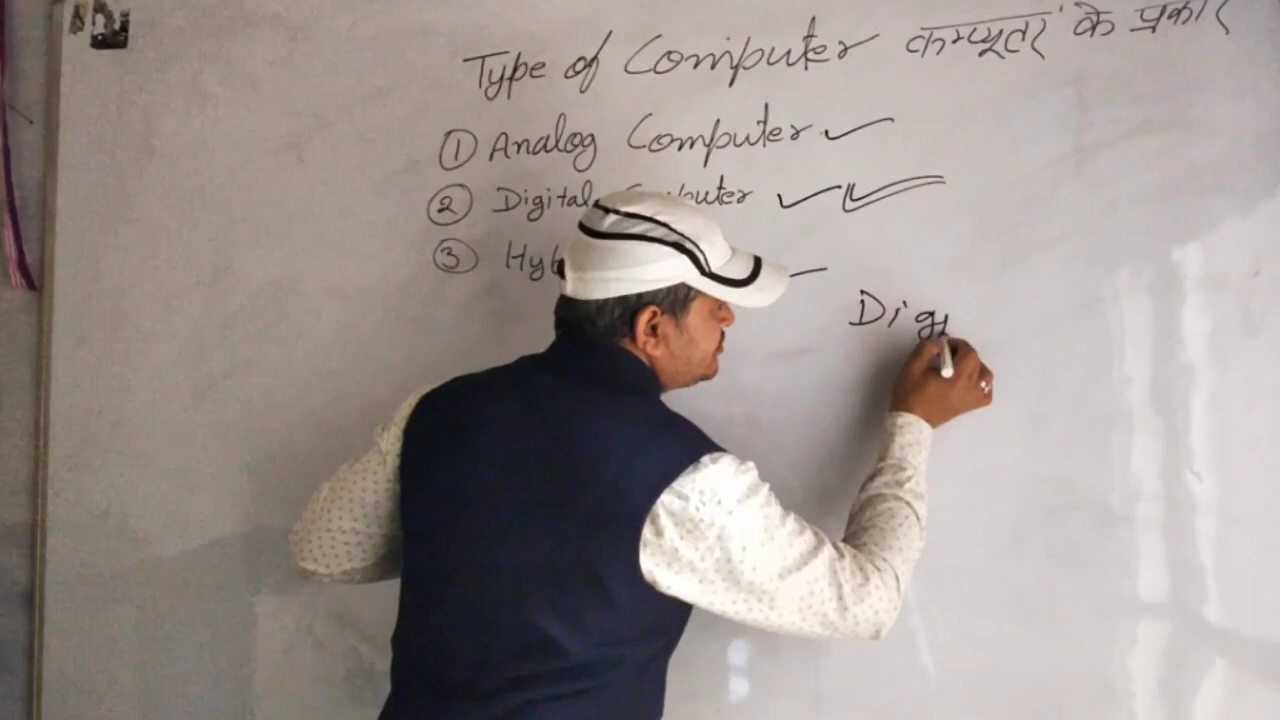 Type of Computer कम्प्यूटर के प्रकार
① Analog Computer
② Digital
③
Dig